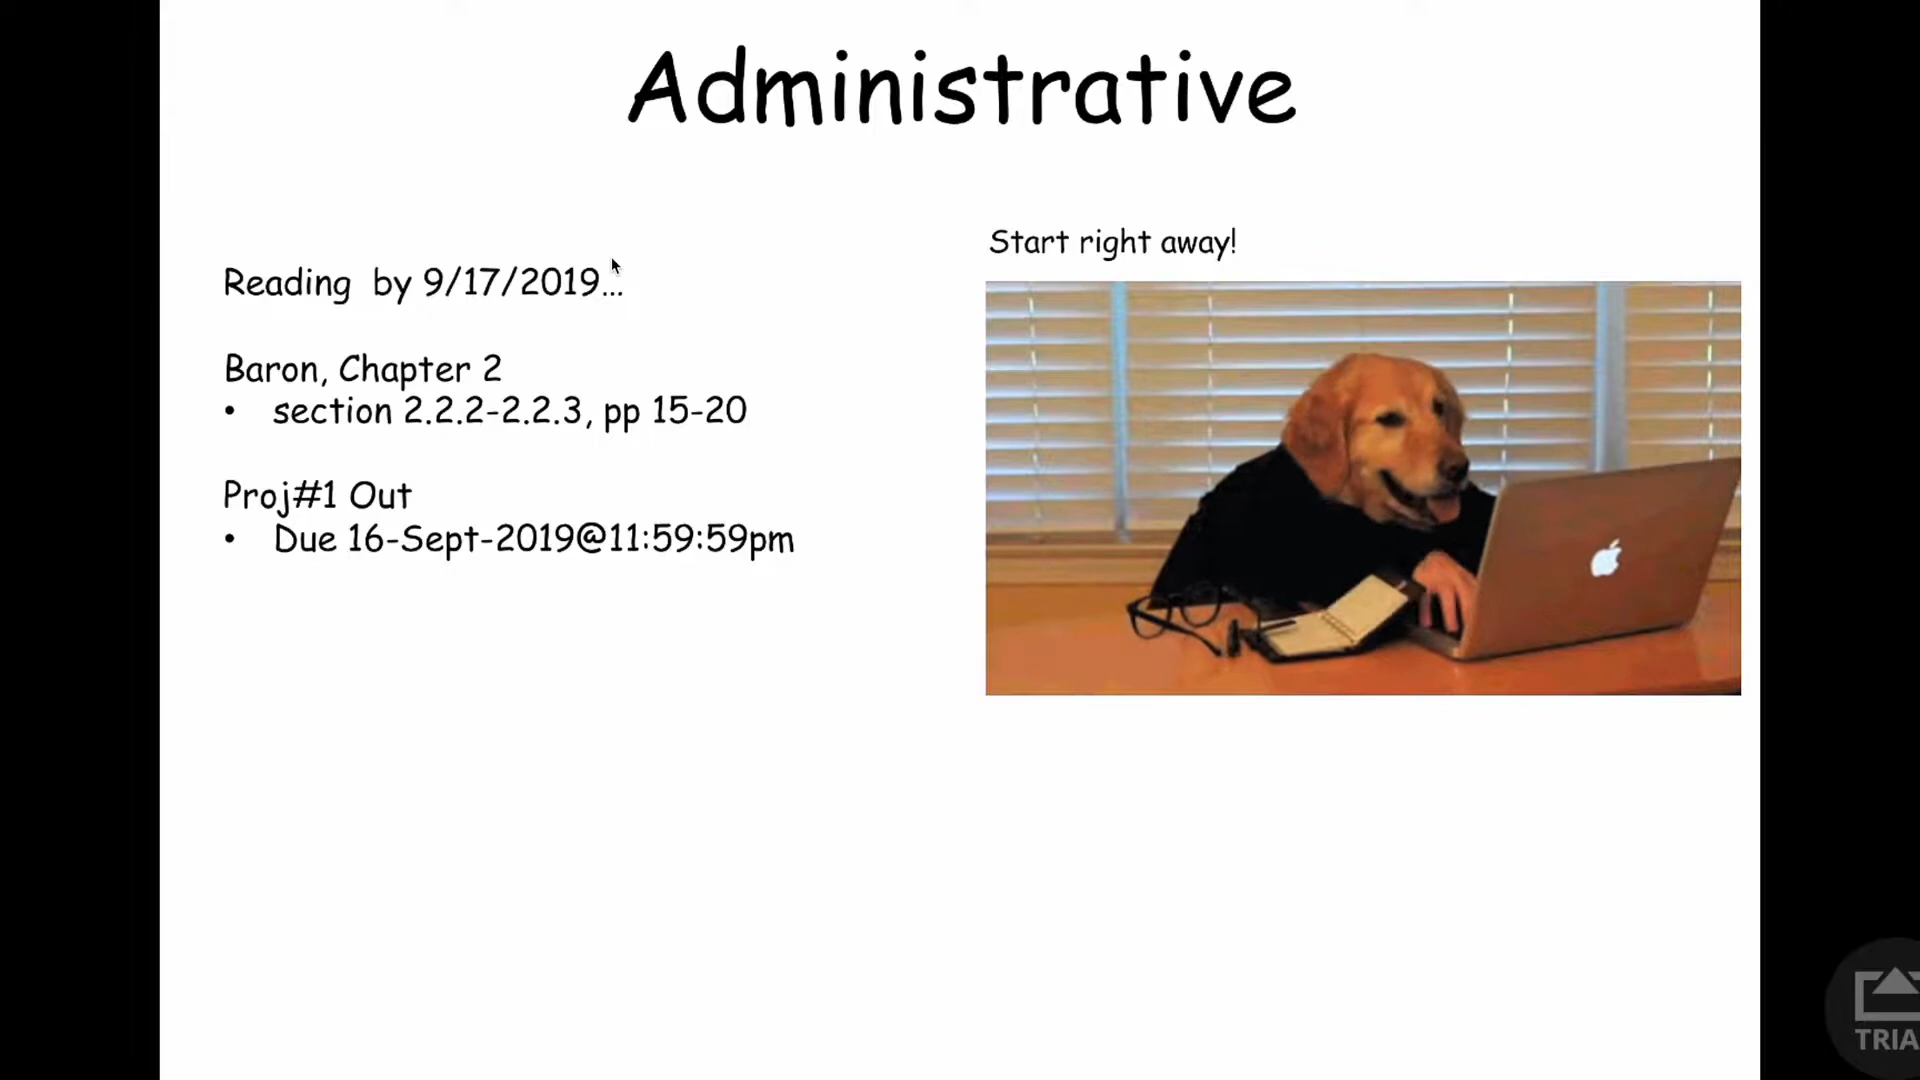 Administrative
Reading by 9/17/2019...
Baron, Chapter 2
• section 2.2.2-2.2.3, pp 15-20
Proj#1 Out
• Due 16-Sept-2019@11:59:59pm
Start right away!
TRIA